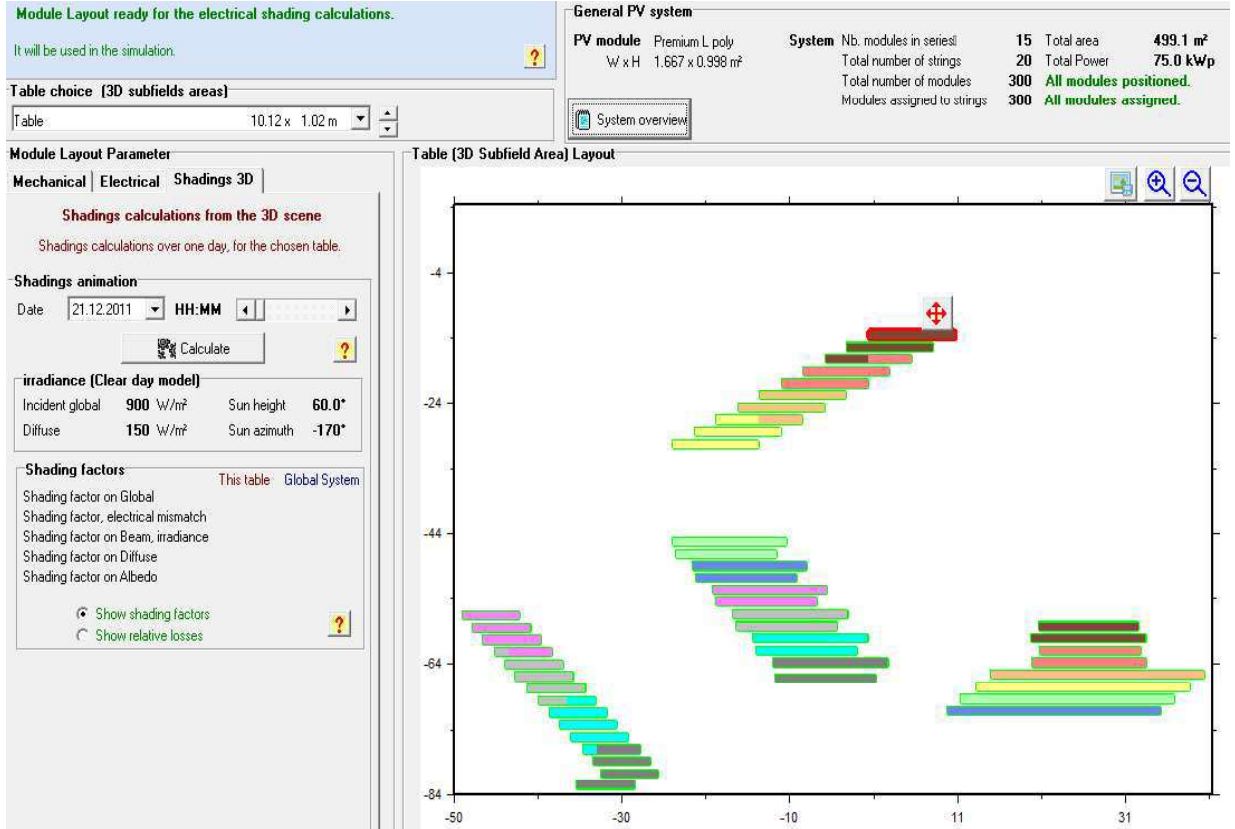 Module Layout ready for the electrical shading calculations.
It will be used in the simulation.
?
General PV system
PV module Premium L poly
W x H 1.667 x 0.998 m²
System Nb. modules in series 15 Total area 499.1 m²
Total number of strings 20 Total Power 75.0 kWp
Total number of modules 300 All modules positioned.
Modules assigned to strings 300 All modules assigned.
System overview
Table choice (3D subfields areas)
Table 10.12 x 1.02 m
Module Layout Parameter
Mechanical Electrical Shadings 3D
Shadings calculations from the 3D scene
Shadings calculations over one day, for the chosen table.
Shadings animation
Date 21.12.2011 HH:MM
Calculate ?
irradiance (Clear day model)
Incident global 900 W/m² Sun height 60.0°
Diffuse 150 W/m² Sun azimuth -170°
Shading factors
This table Global System
Shading factor on Global
Shading factor, electrical mismatch
Shading factor on Beam, irradiance
Shading factor on Diffuse
Shading factor on Albedo
Show shading factors
Show relative losses
?
Table (3D Subfield Area) Layout
-4
-24
-44
-64
-84
-50 -30 -10 11 31